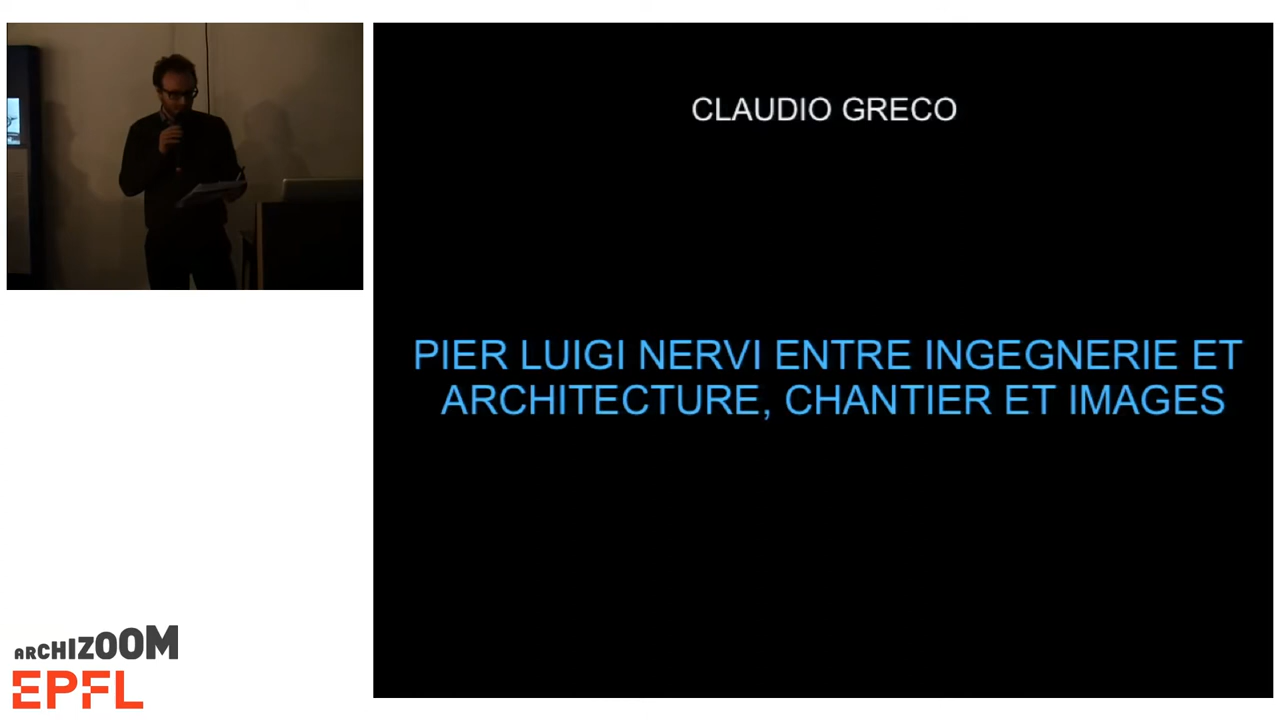 CLAUDIO GRECO
PIER LUIGI NERVI ENTRE INGEGNERIE ET
ARCHITECTURE, CHANTIER ET IMAGES
ARCHIZOOM
EPFL